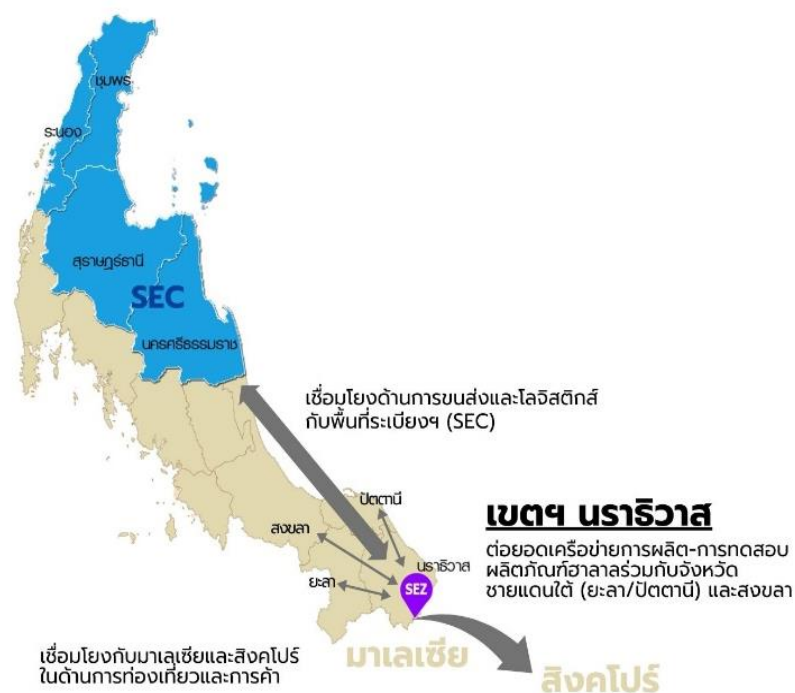 ชุมพร
ระนอง
สุราษฎร์ธานี
SEC
นครศรีธรรมราช
เชื่อมโยงด้านการขนส่งและโลจิสติกส์
กับพื้นที่ระเบียงฯ (SEC)
ปัตตานี
สงขลา
นราธิวาส
ยะลา
SEZ
เขตฯ นราธิวาส
ต่อยอดเครือข่ายการผลิต-การทดสอบ
ผลิตภัณฑ์ฮาลาลร่วมกับจังหวัด
ชายแดนใต้ (ยะลา/ปัตตานี) และสงขลา
เชื่อมโยงกับมาเลเซียและสิงคโปร์
ในด้านการท่องเที่ยวและการค้า
มาเลเซีย
สิงคโปร์